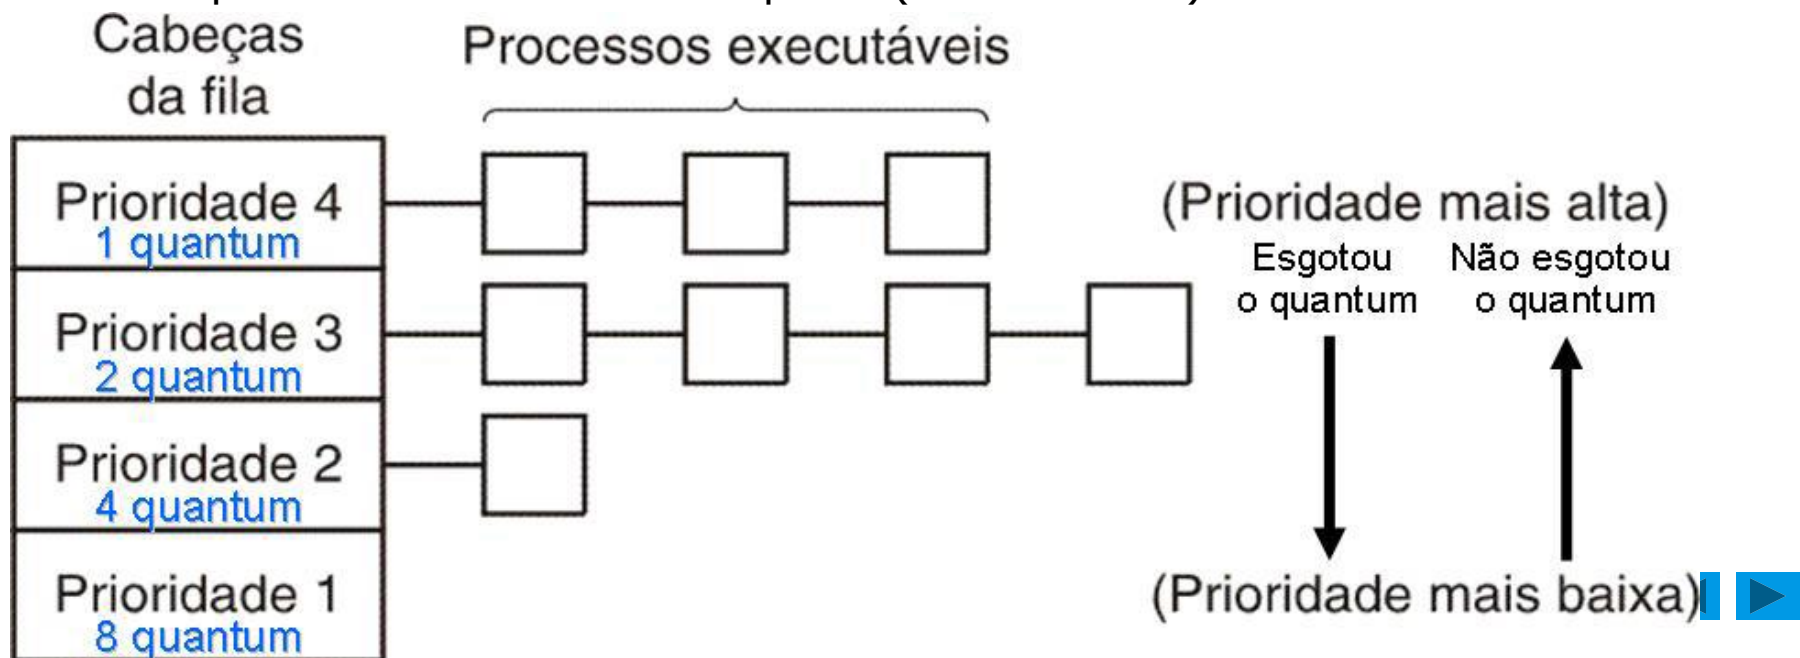 Cabeças
da fila
Processos executáveis
Prioridade 4
1 quantum
Prioridade 3
2 quantum
Prioridade 2
4 quantum
Prioridade 1
8 quantum
(Prioridade mais alta)
Esgotou
o quantum
Não esgotou
o quantum
(Prioridade mais baixa)